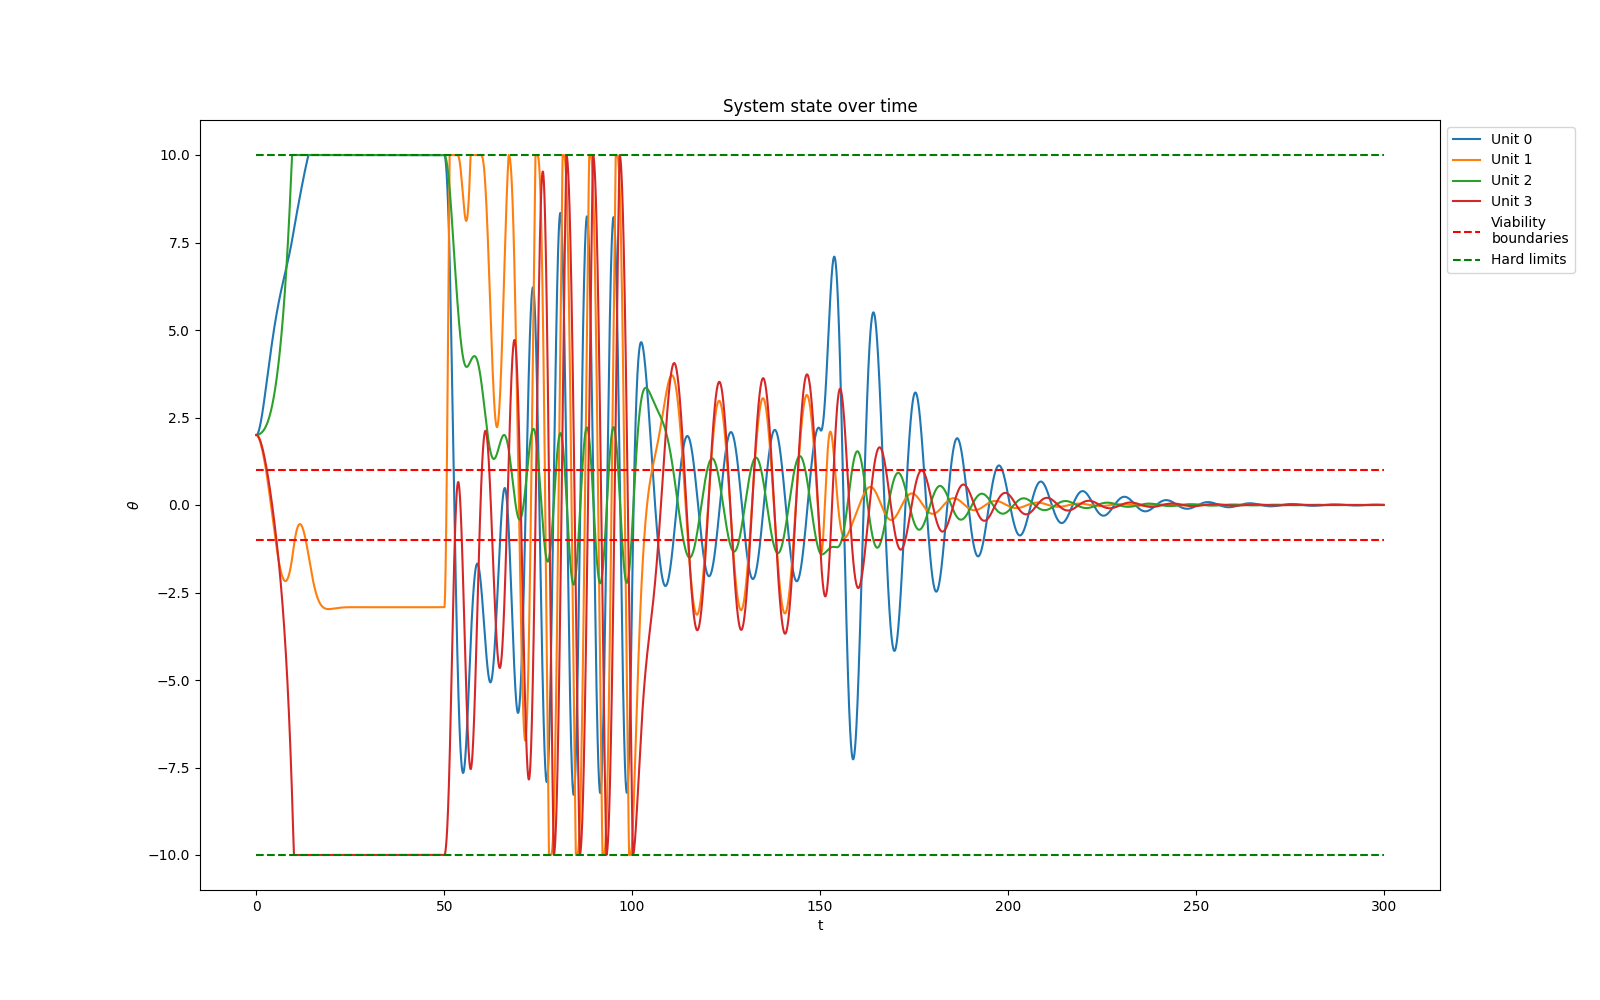 System state over time
10.0
7.5
5.0
2.5
0.0
−2.5
−5.0
−7.5
−10.0
θ
0
50
100
150
200
250
300
t
Unit 0
Unit 1
Unit 2
Unit 3
Viability
boundaries
Hard limits